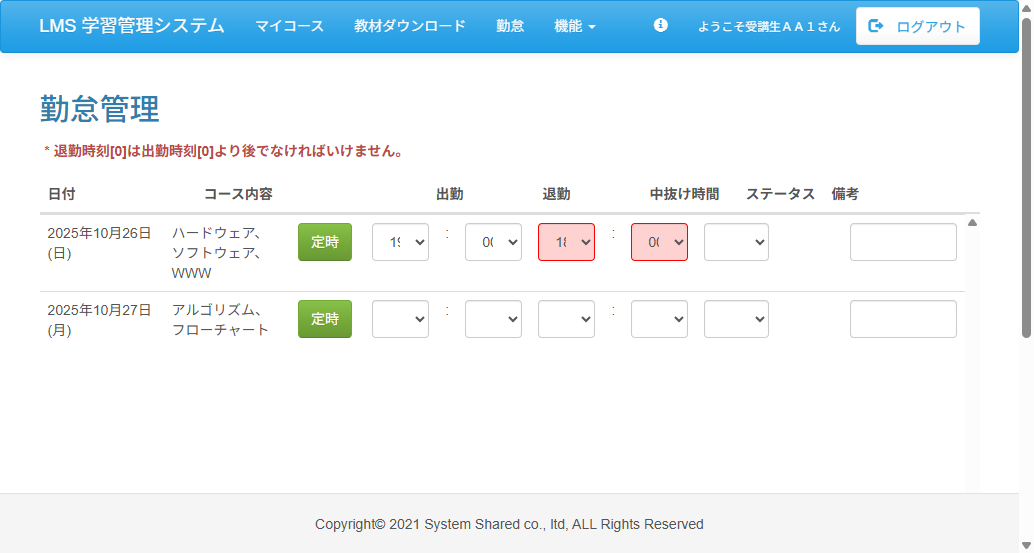 LMS 学習管理システム マイコース 教材ダウンロード 勤怠 機能 ようこそ受講生ＡＡ１さん ログアウト
勤怠管理
* 退勤時刻[0]は出勤時刻[0]より後でなければいけません。
日付 コース内容 出勤 退勤 中抜け時間 ステータス 備考
2025年10月26日 ハードウェア、 定時 19 : 00 18 : 00
(日) ソフトウェア、
WWW
2025年10月27日 アルゴリズム、 定時 : :
(月) フローチャート
Copyright© 2021 System Shared co., ltd, ALL Rights Reserved